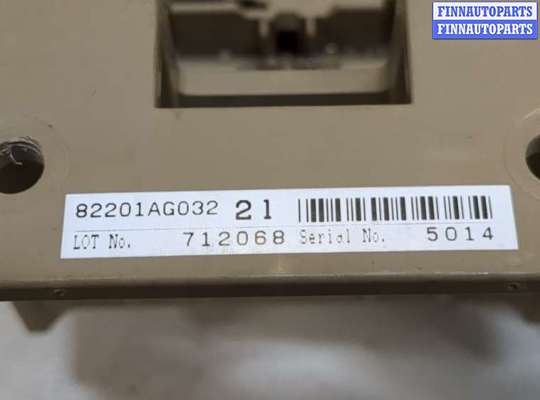 FINNAUTOPARTS
FINNAUTOPARTS
82201AG032 21
LOT No. 712068 Serial No. 5014